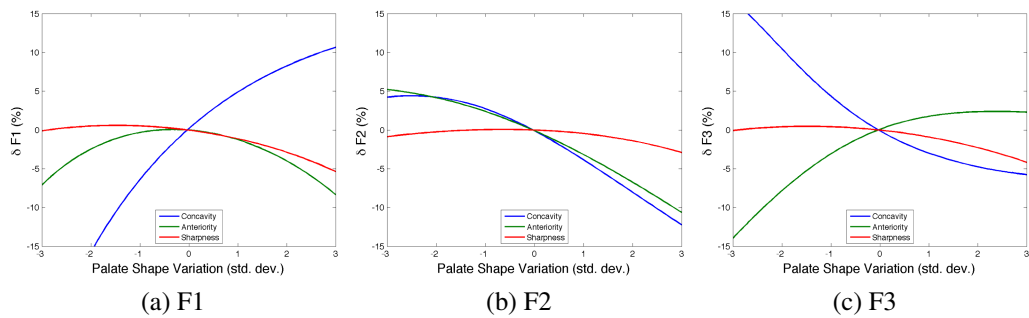 15
10
5
0
-5
-10
-15
δ F1 (%)
-3 -2 -1 0 1 2 3
Palate Shape Variation (std. dev.)
Concavity
Anteriority
Sharpness
(a) F1
15
10
5
0
-5
-10
-15
δ F2 (%)
-3 -2 -1 0 1 2 3
Palate Shape Variation (std. dev.)
Concavity
Anteriority
Sharpness
(b) F2
15
10
5
0
-5
-10
-15
δ F3 (%)
-3 -2 -1 0 1 2 3
Palate Shape Variation (std. dev.)
Concavity
Anteriority
Sharpness
(c) F3